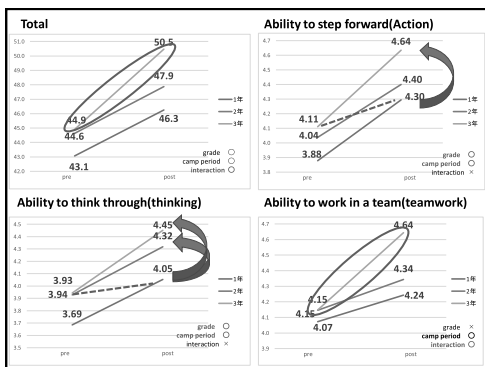 Total
51.0
50.0
49.0
48.0
47.0
46.0
45.0
44.0
43.0
42.0
50.5
47.9
46.3
44.9
44.6
43.1
pre
post
1年
2年
3年
grade ○
camp period ○
interaction ○
Ability to step forward(Action)
4.7
4.6
4.5
4.4
4.3
4.2
4.1
4.0
3.9
3.8
4.64
4.40
4.30
4.11
4.04
3.88
pre
post
1年
2年
3年
grade ○
camp period ○
interaction ×
Ability to think through(thinking)
4.5
4.4
4.3
4.2
4.1
4.0
3.9
3.8
3.7
3.6
3.5
4.45
4.32
4.05
3.93
3.94
3.69
pre
post
1年
2年
3年
grade ○
camp period ○
interaction ×
Ability to work in a team(teamwork)
4.7
4.6
4.5
4.4
4.3
4.2
4.1
4.0
3.9
4.64
4.34
4.24
4.15
4.15
4.07
pre
post
1年
2年
3年
grade ×
camp period ○
interaction ○